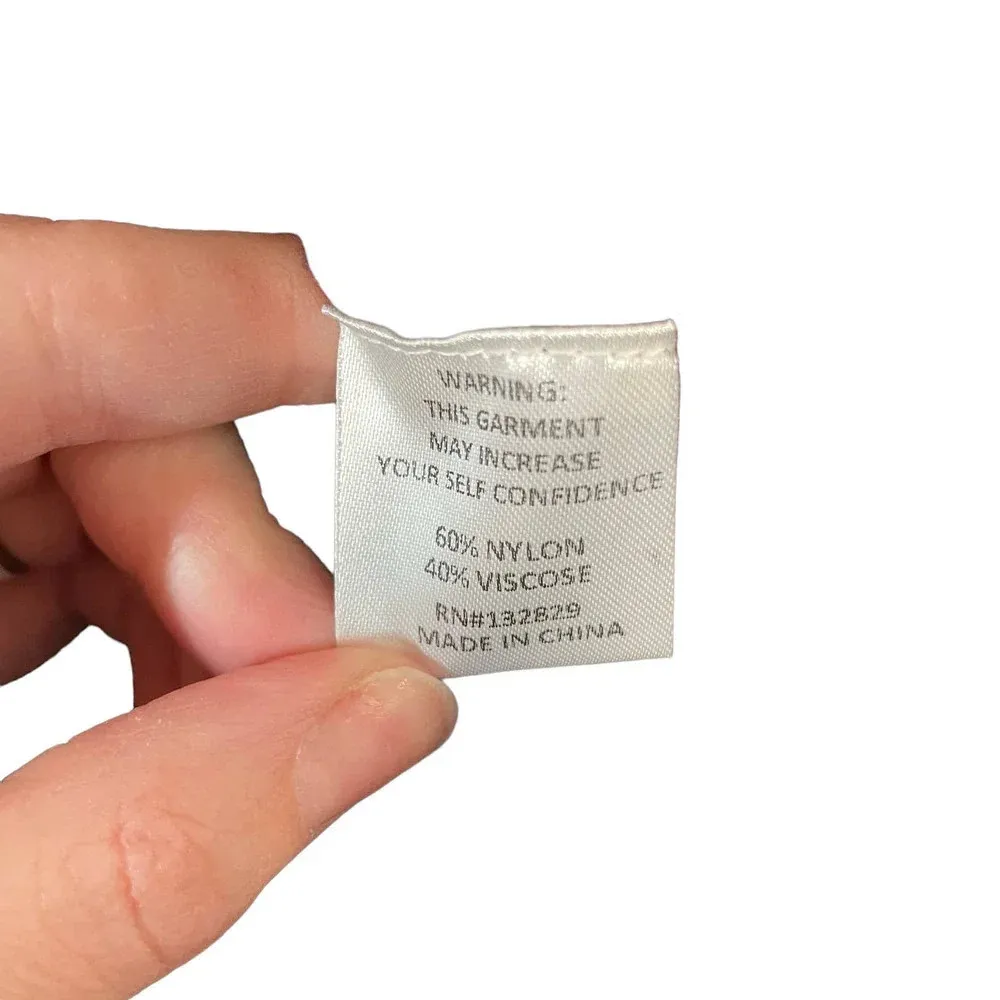 WARNING:
THIS GARMENT
MAY INCREASE
YOUR SELF CONFIDENCE
60% NYLON
40% VISCOSE
RN#132829
MADE IN CHINA